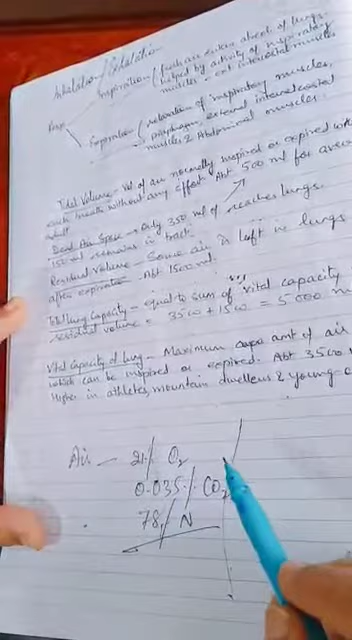 Inhalation / Exhalation
Inspiration ( fresh air enters alveoli of lungs
helped by activity of inspiratory
muscles - ext. intercostal muscles
Expiration ( relaxation of inspiratory muscles,
diaphragm, external intercostal
muscles & Abdominal muscles.
Tidal Volume - Vol of air normally inspired or expired with
each breath without any effort. Abt 500 ml for
adult
Dead Air Space - Only 350 ml of reaches lungs.
150 ml remains in tract.
Residual Volume - Some air is left in lungs
after expiration - Abt 1500 ml.
Total lung Capacity - equal to sum of vital capacity
residual volume = 3500 + 1500 = 5000 m
Vital Capacity of lung - Maximum amt of air
which can be inspired or expired. Abt 3500
Higher in athletes, mountain dwellers & young
Air - 21% O2
0.035% CO2
78% N